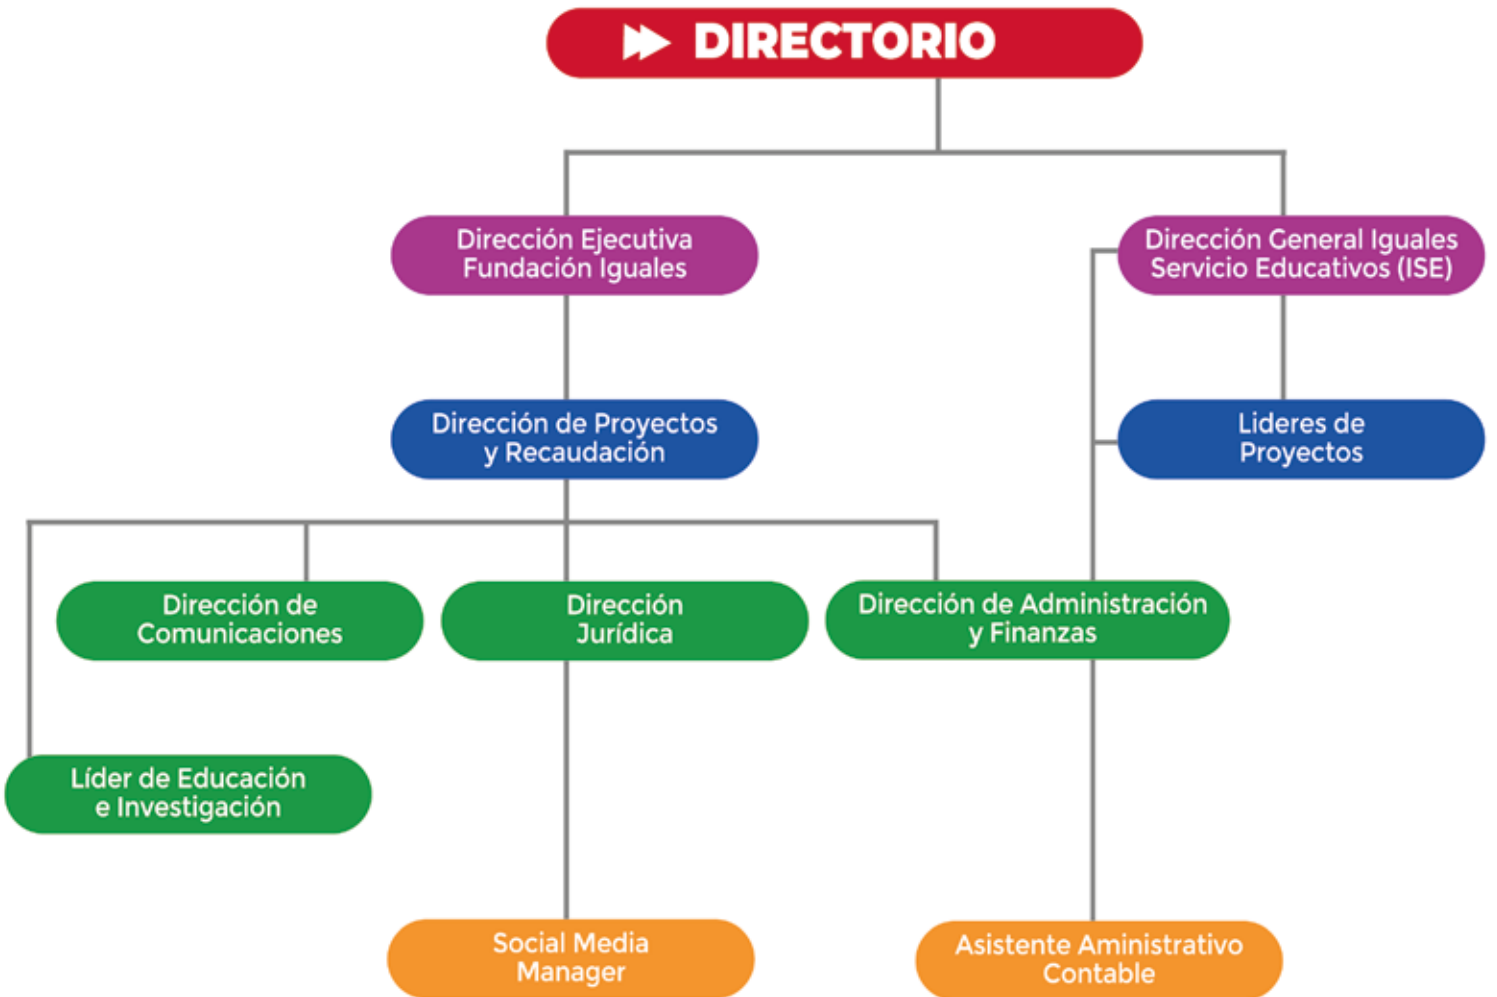 DIRECTORIO
Dirección Ejecutiva
Fundación Iguales
Dirección General Iguales
Servicio Educativos (ISE)
Dirección de Proyectos
y Recaudación
Lideres de
Proyectos
Dirección de
Comunicaciones
Dirección
Jurídica
Dirección de Administración
y Finanzas
Líder de Educación
e Investigación
Social Media
Manager
Asistente Aministrativo
Contable